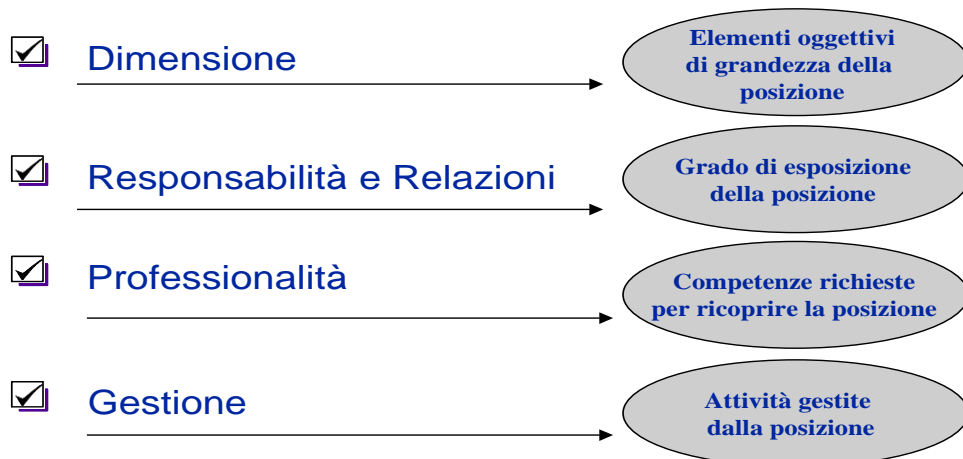 Dimensione
Elementi oggettivi
di grandezza della
posizione
Responsabilità e Relazioni
Grado di esposizione
della posizione
Professionalità
Competenze richieste
per ricoprire la posizione
Gestione
Attività gestite
dalla posizione